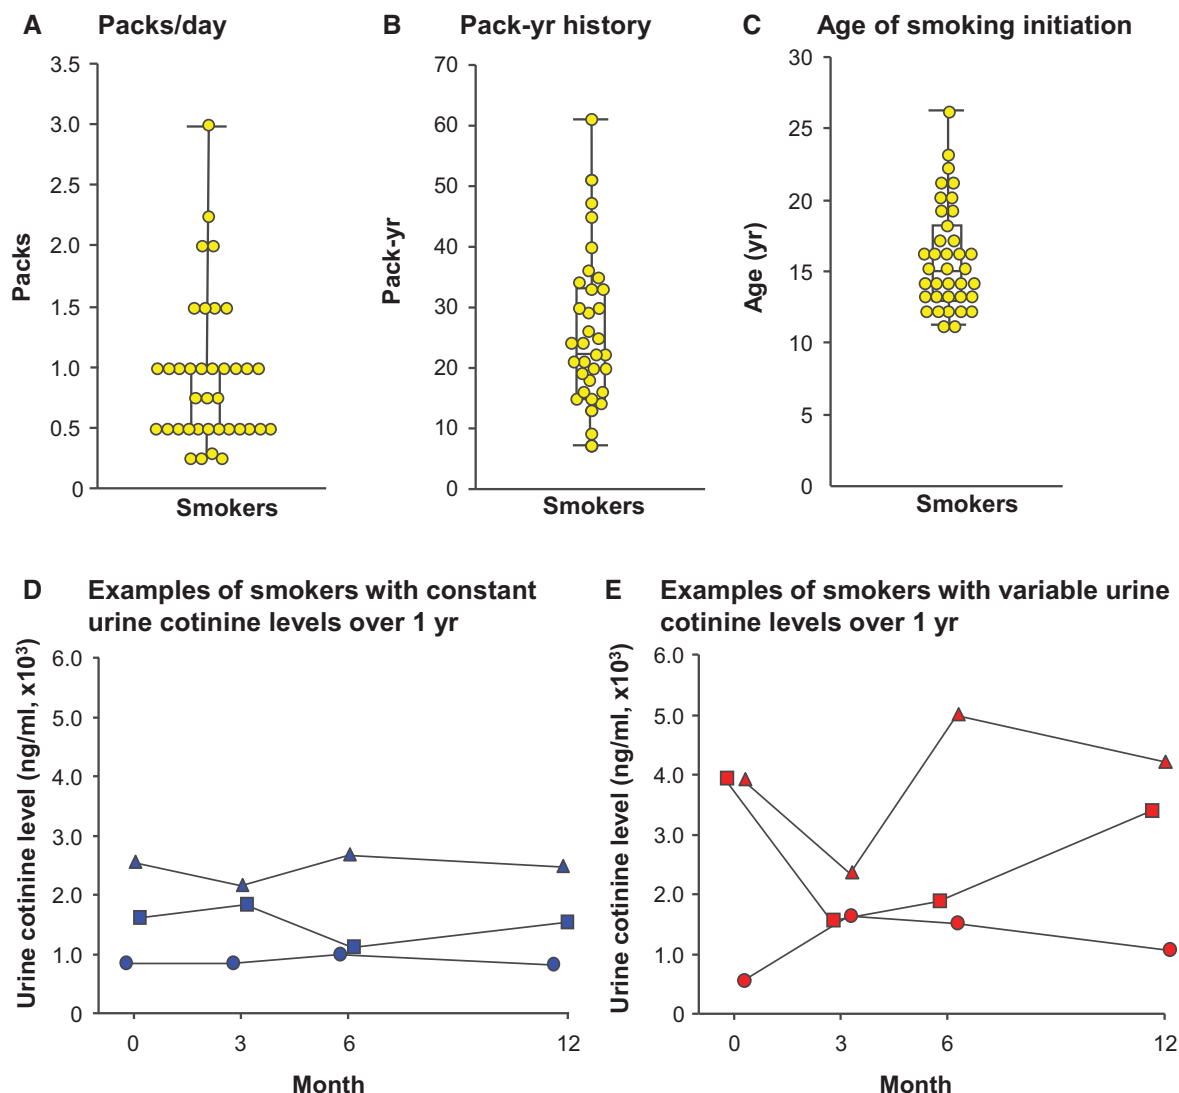 A Packs/day
3.5
3.0
2.5
2.0
1.5
1.0
0.5
0
Packs
Smokers
B Pack-yr history
70
60
50
40
30
20
10
0
Pack-yr
Smokers
C Age of smoking initiation
30
25
20
15
10
5
0
Age (yr)
Smokers
D Examples of smokers with constant
urine cotinine levels over 1 yr
6.0
5.0
4.0
3.0
2.0
1.0
0
Urine cotinine level (ng/ml, x10³)
0 3 6 12
Month
E Examples of smokers with variable urine
cotinine levels over 1 yr
6.0
5.0
4.0
3.0
2.0
1.0
0
Urine cotinine level (ng/ml, x10³)
0 3 6 12
Month